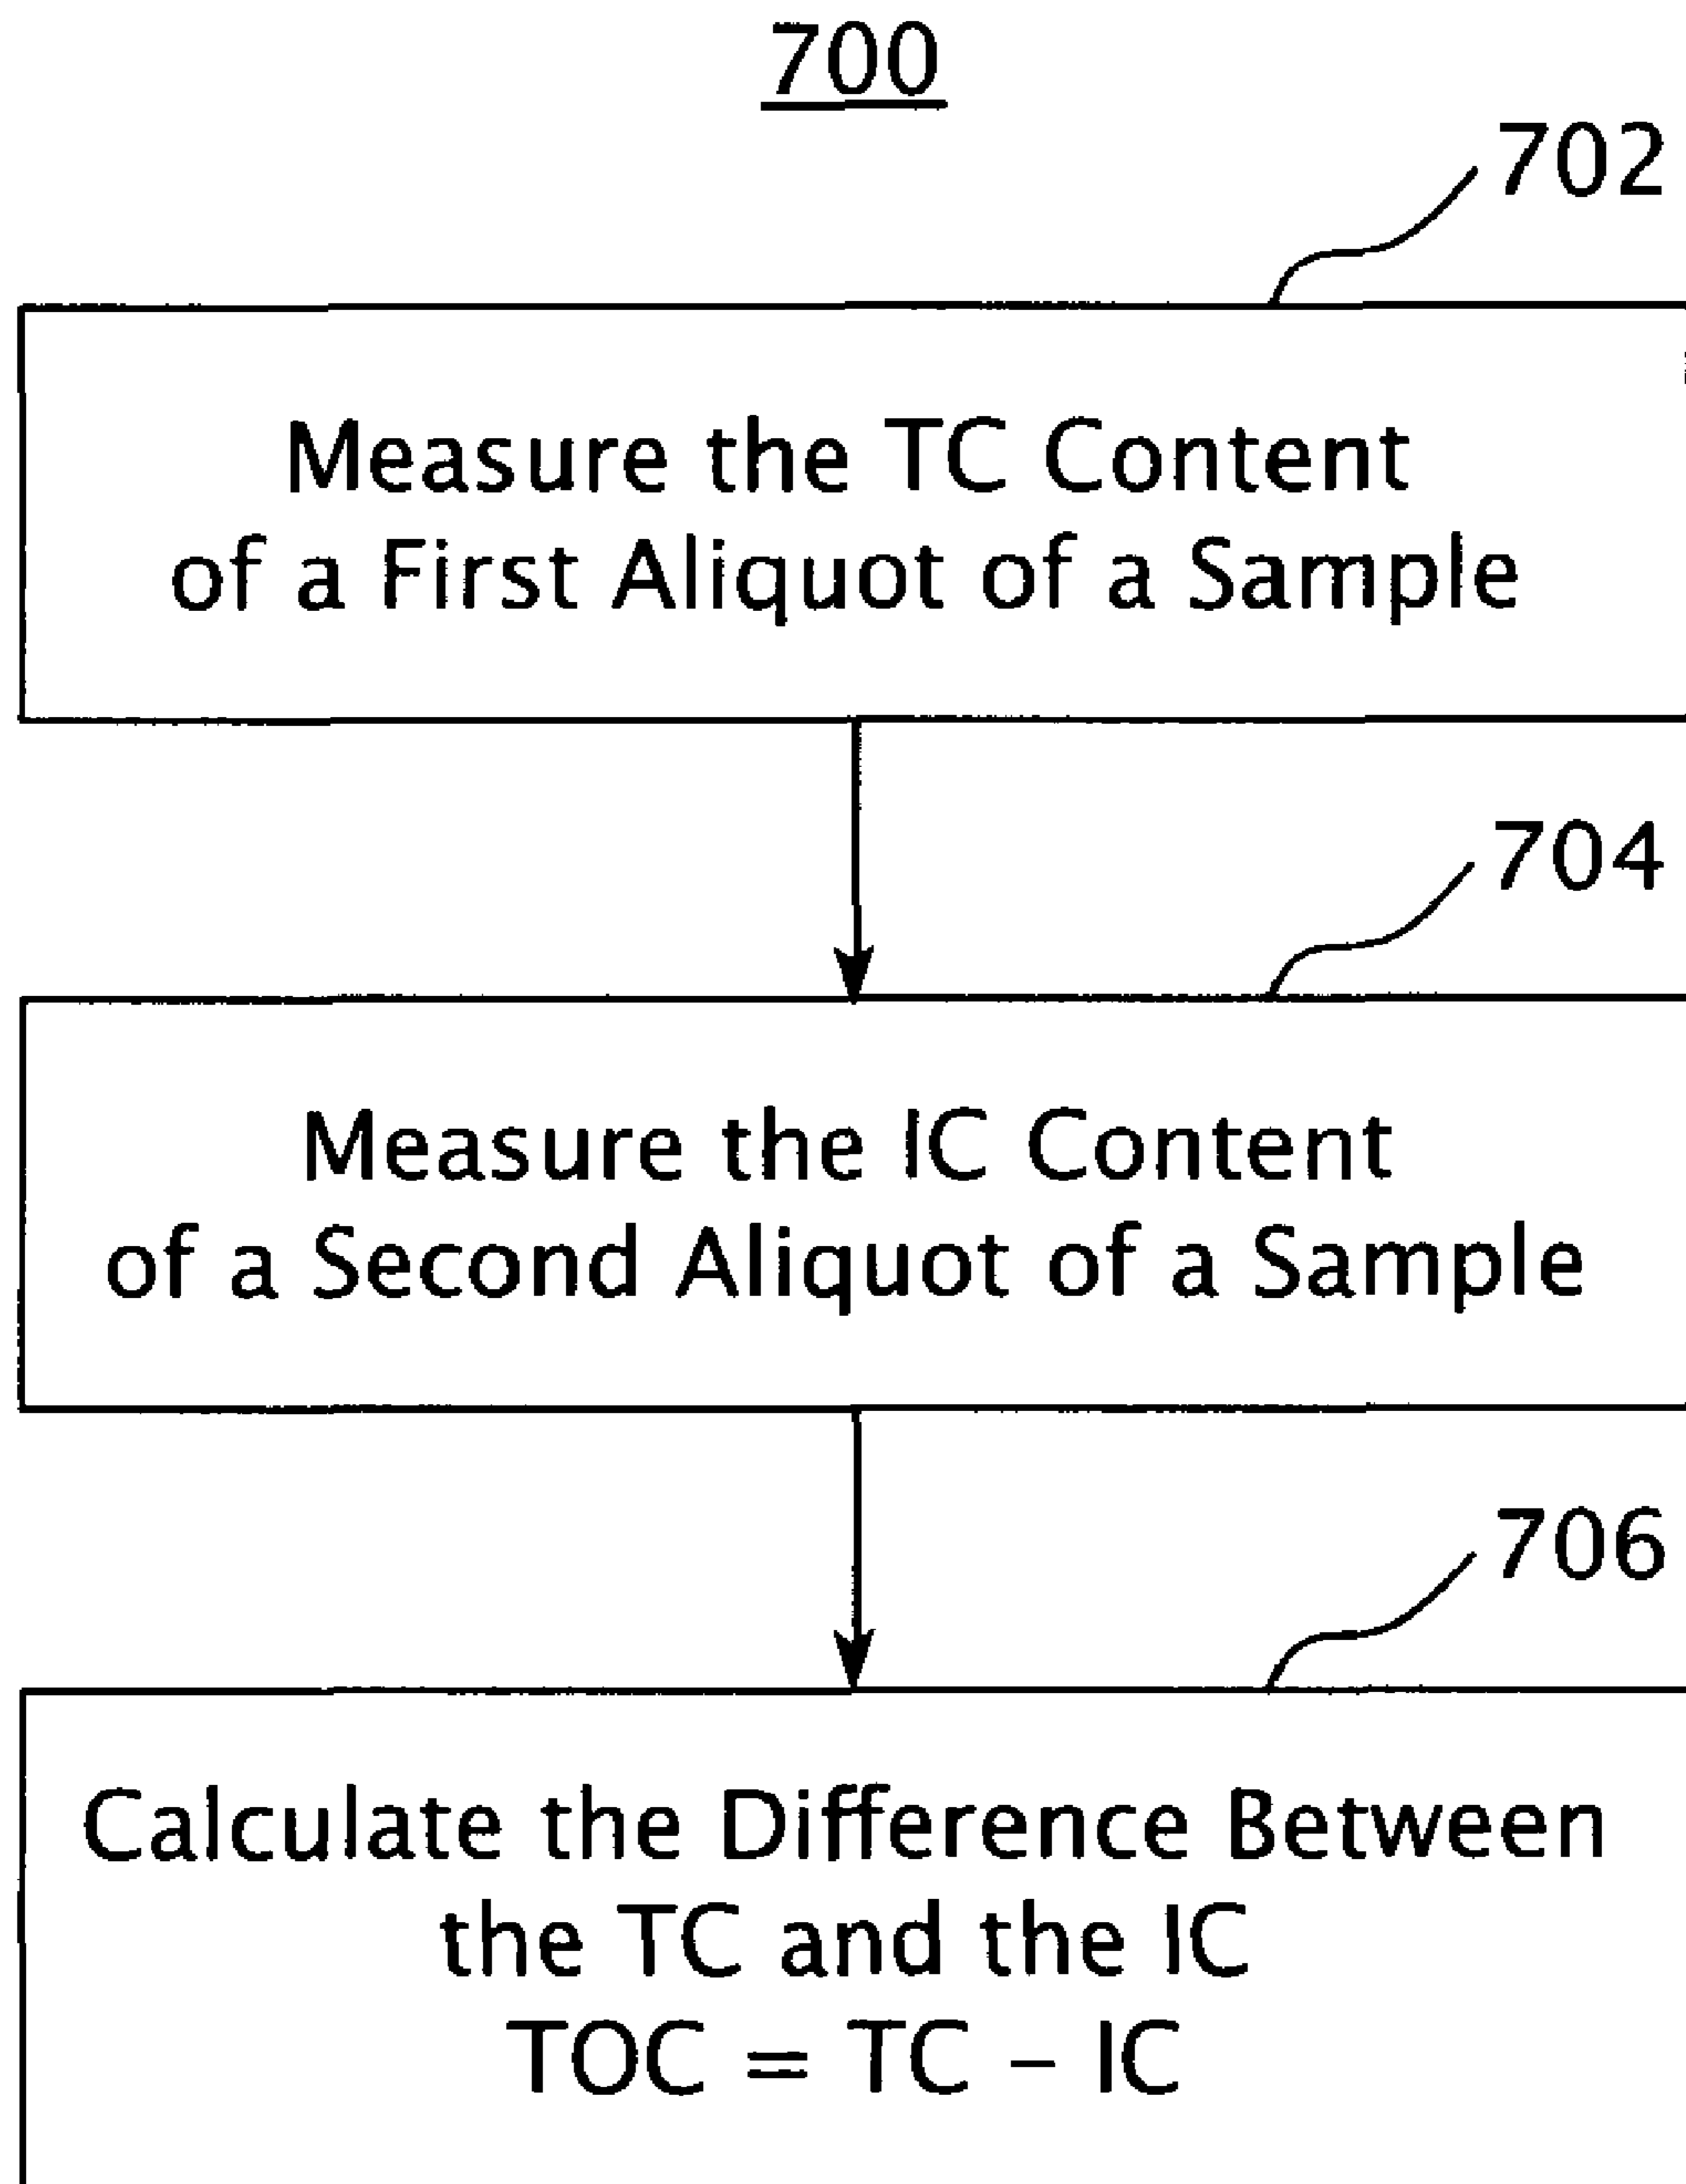 700
702
Measure the TC Content
of a First Aliquot of a Sample
704
Measure the IC Content
of a Second Aliquot of a Sample
706
Calculate the Difference Between
the TC and the IC
TOC = TC – IC